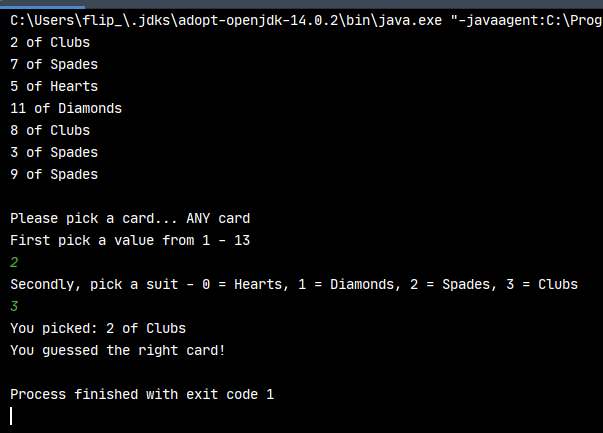 C:\Users\flip_\.jdks\adopt-openjdk-14.0.2\bin\java.exe "-javaagent:C:\Prog
2 of Clubs
7 of Spades
5 of Hearts
11 of Diamonds
8 of Clubs
3 of Spades
9 of Spades
Please pick a card... ANY card
First pick a value from 1 - 13
2
Secondly, pick a suit - 0 = Hearts, 1 = Diamonds, 2 = Spades, 3 = Clubs
3
You picked: 2 of Clubs
You guessed the right card!
Process finished with exit code 1